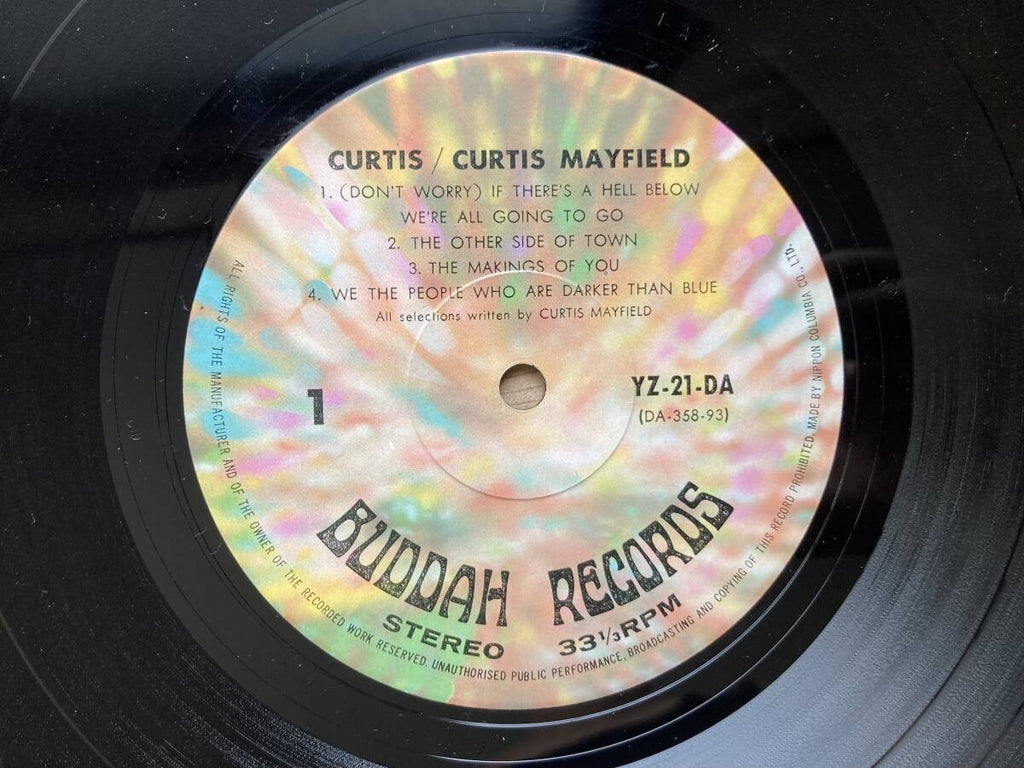 CURTIS / CURTIS MAYFIELD
1. (DON'T WORRY) IF THERE'S A HELL BELOW
WE'RE ALL GOING TO GO
2. THE OTHER SIDE OF TOWN
3. THE MAKINGS OF YOU
4. WE THE PEOPLE WHO ARE DARKER THAN BLUE
All selections written by CURTIS MAYFIELD
1
YZ-21-DA
(DA-358-93)
BUDDAH RECORDS
STEREO 33 1/3 RPM
ALL RIGHTS OF THE MANUFACTURER AND OF THE OWNER OF THE RECORDED WORK RESERVED. UNAUTHORISED PUBLIC PERFORMANCE, BROADCASTING AND COPYING OF THIS RECORD PROHIBITED. MADE BY NIPPON COLUMBIA CO., LTD.